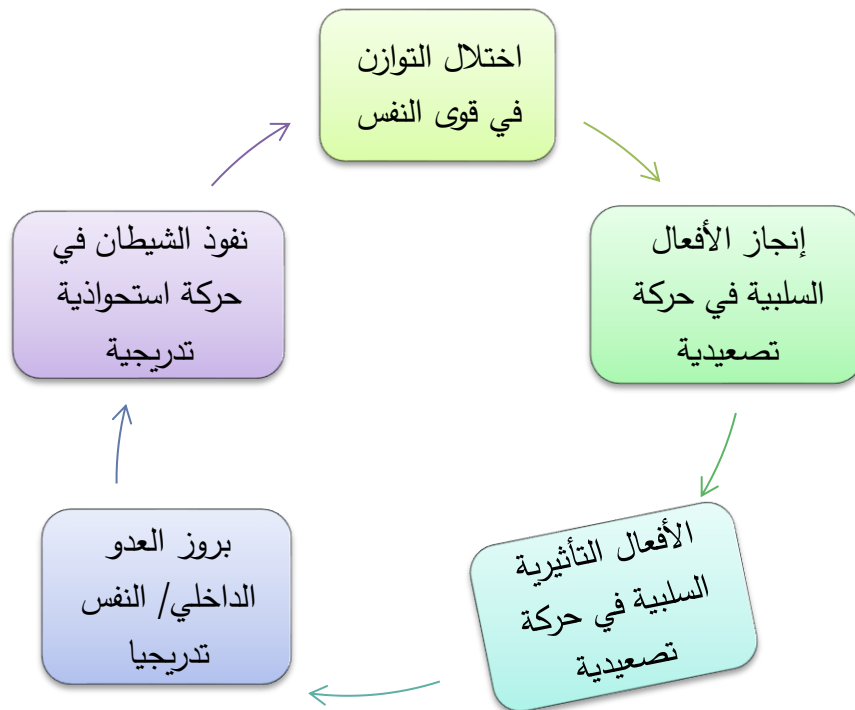 اختلال التوازن
في قوى النفس
إنجاز الأفعال
السلبية في حركة
تصعيدية
الأفعال التأثيرية
السلبية في حركة
تصعيدية
بروز العدو
الداخلي/ النفس
تدريجيا
نفوذ الشيطان في
حركة استحواذية
تدريجية